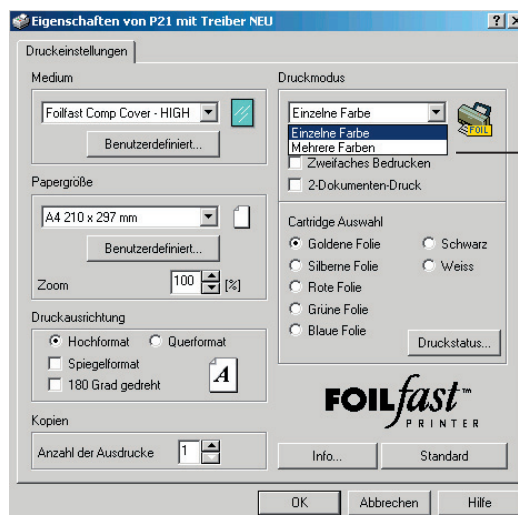 Eigenschaften von P21 mit Treiber NEU
Druckeinstellungen
Medium
Foilfast Comp Cover - HIGH
Benutzerdefiniert...
Papergröße
A4 210 x 297 mm
Benutzerdefiniert...
Zoom 100 [%]
Druckausrichtung
Hochformat Querformat
Spiegelformat
180 Grad gedreht
A
Kopien
Anzahl der Ausdrucke 1
Druckmodus
Einzelne Farbe
FOIL
Einzelne Farbe
Mehrere Farben
Zweifaches Bedrucken
2-Dokumenten-Druck
Cartridge Auswahl
Goldene Folie Schwarz
Silberne Folie Weiss
Rote Folie
Grüne Folie
Blaue Folie
Druckstatus...
FOILfast™
PRINTER
Info... Standard
OK Abbrechen Hilfe